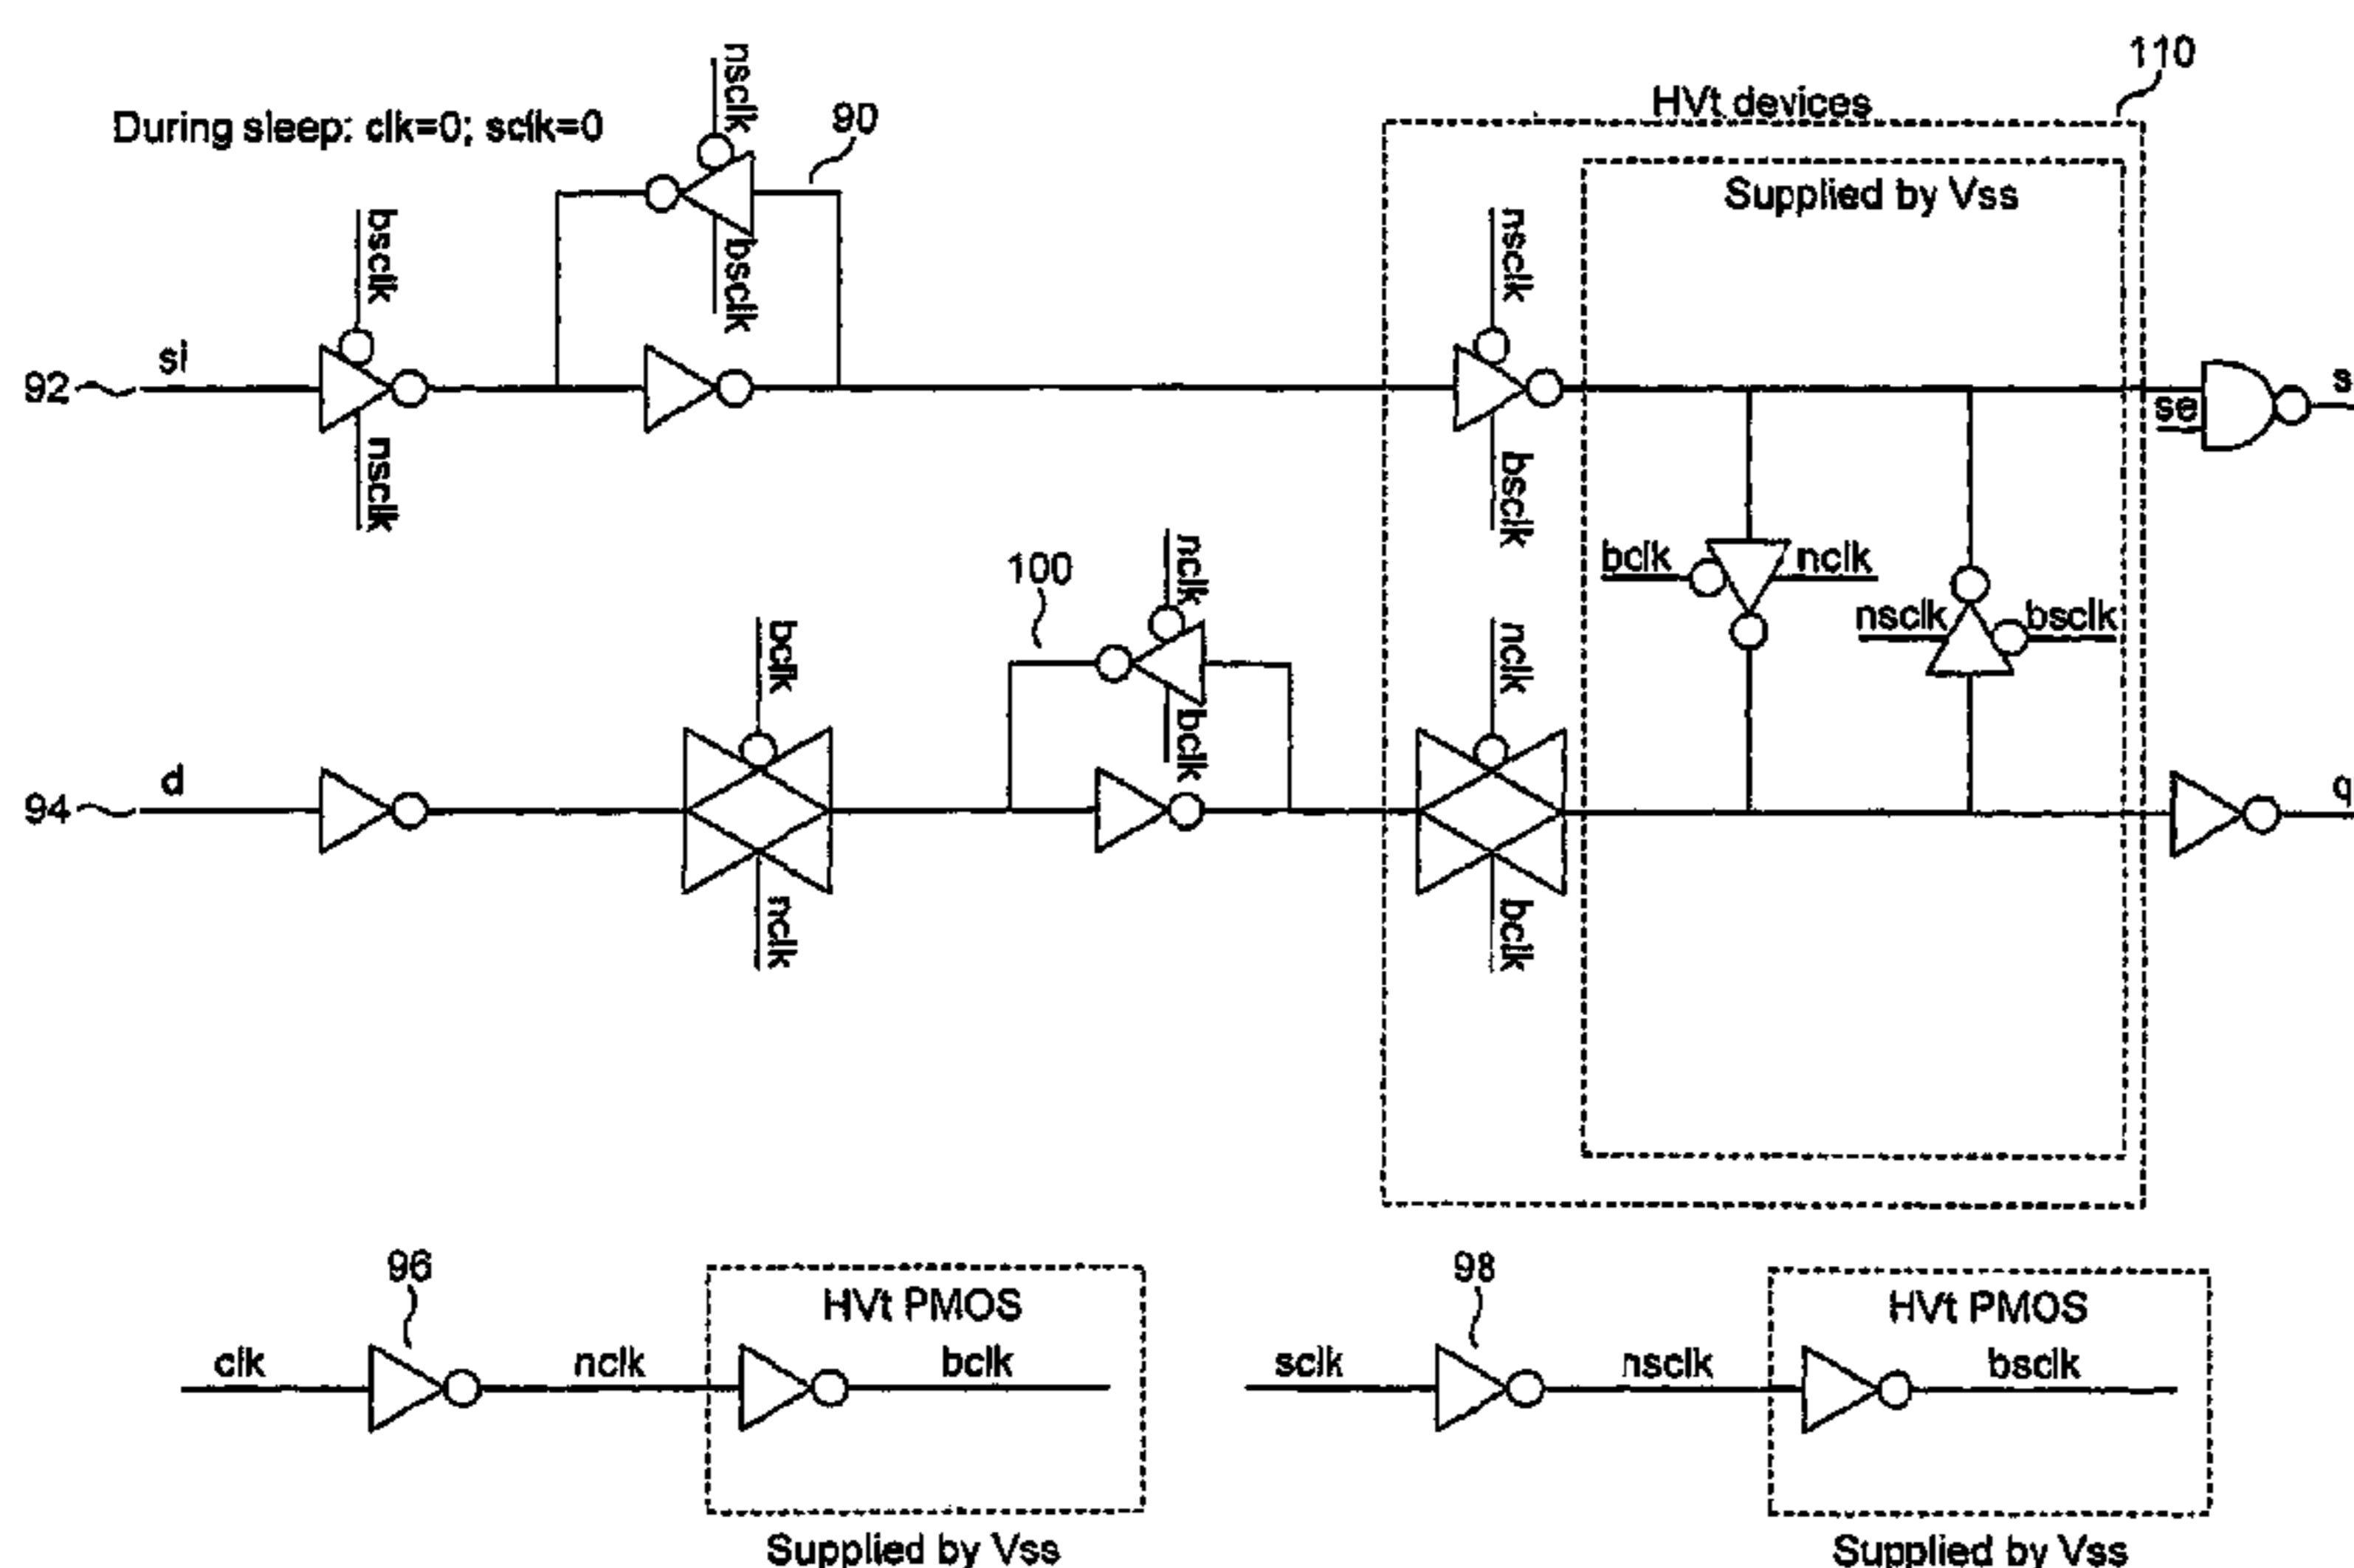 110
HVt devices
During sleep: clk=0; sclk=0
nsclk
90
Supplied by Vss
bsclk
bsclk
nsclk
92
si
s
se
nsclk
bsclk
100
nclk
bclk
nclk
nsclk
bsclk
bclk
nclk
bclk
94
d
q
nclk
bclk
96
98
HVt PMOS
HVt PMOS
clk
nclk
bclk
sclk
nsclk
bsclk
Supplied by Vss
Supplied by Vss